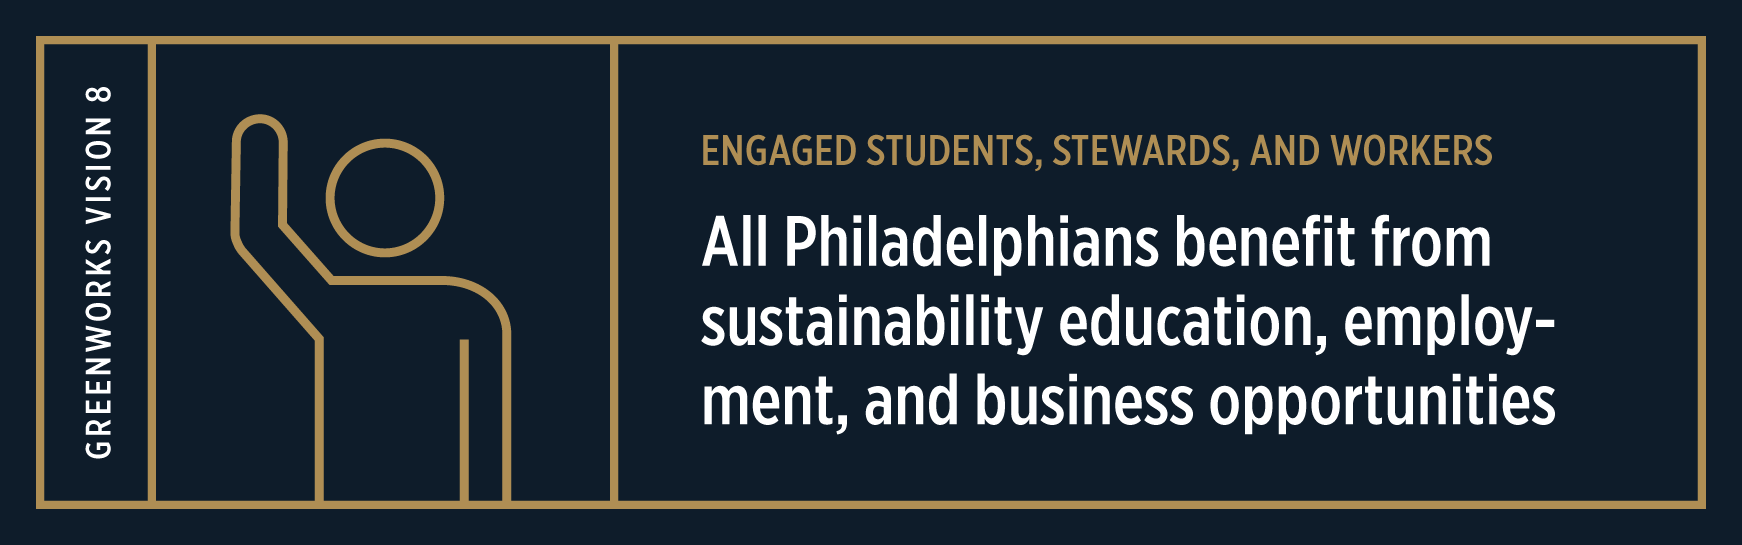 GREENWORKS VISION 8
ENGAGED STUDENTS, STEWARDS, AND WORKERS
All Philadelphians benefit from
sustainability education, employ-
ment, and business opportunities